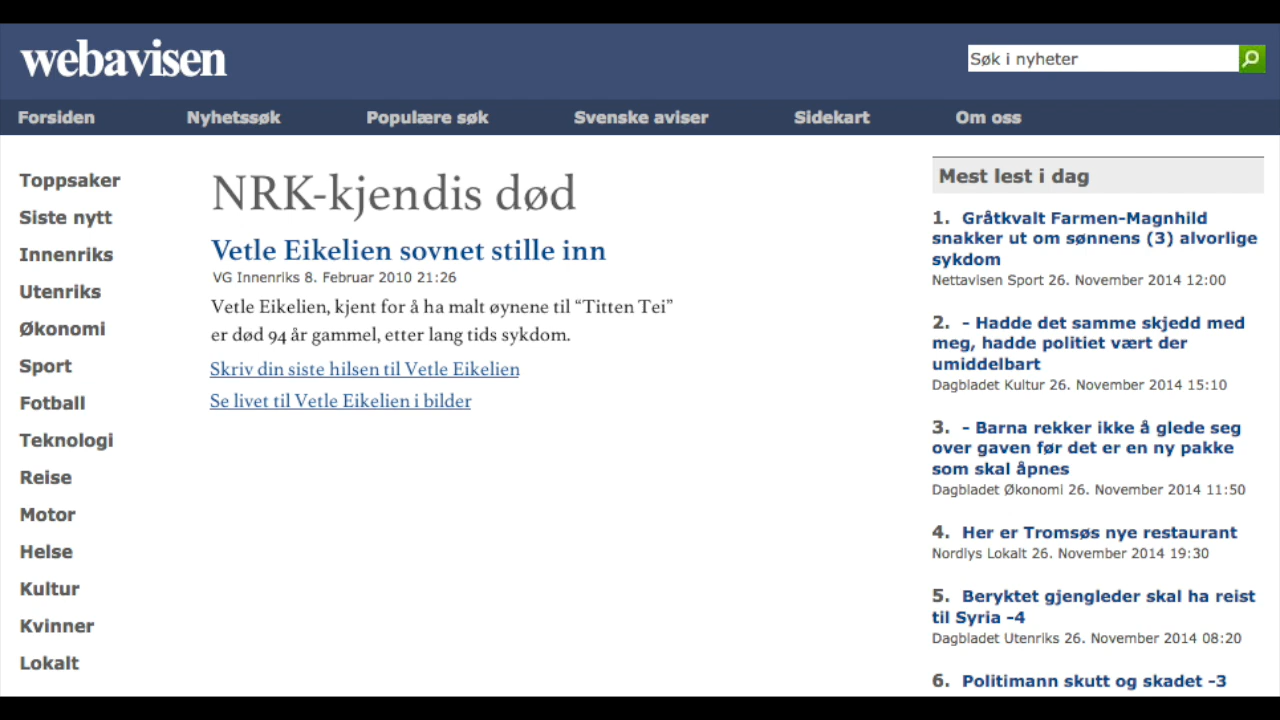 webavisen
Søk i nyheter
Forsiden
Nyhetssøk
Populære søk
Svenske aviser
Sidekart
Om oss
Toppsaker
Siste nytt
Innenriks
Utenriks
Økonomi
Sport
Fotball
Teknologi
Reise
Motor
Helse
Kultur
Kvinner
Lokalt
NRK-kjendis død
Vetle Eikelien sovnet stille inn
VG Innenriks 8. Februar 2010 21:26
Vetle Eikelien, kjent for å ha malt øynene til “Titten Tei”
er død 94 år gammel, etter lang tids sykdom.
Skriv din siste hilsen til Vetle Eikelien
Se livet til Vetle Eikelien i bilder
Mest lest i dag
1. Gråtkvalt Farmen-Magnhild
snakker ut om sønnens (3) alvorlige
sykdom
Nettavisen Sport 26. November 2014 12:00
2. - Hadde det samme skjedd med
meg, hadde politiet vært der
umiddelbart
Dagbladet Kultur 26. November 2014 15:10
3. - Barna rekker ikke å glede seg
over gaven før det er en ny pakke
som skal åpnes
Dagbladet Økonomi 26. November 2014 11:50
4. Her er Tromsøs nye restaurant
Nordlys Lokalt 26. November 2014 19:30
5. Beryktet gjengleder skal ha reist
til Syria -4
Dagbladet Utenriks 26. November 2014 08:20
6. Politimann skutt og skadet -3